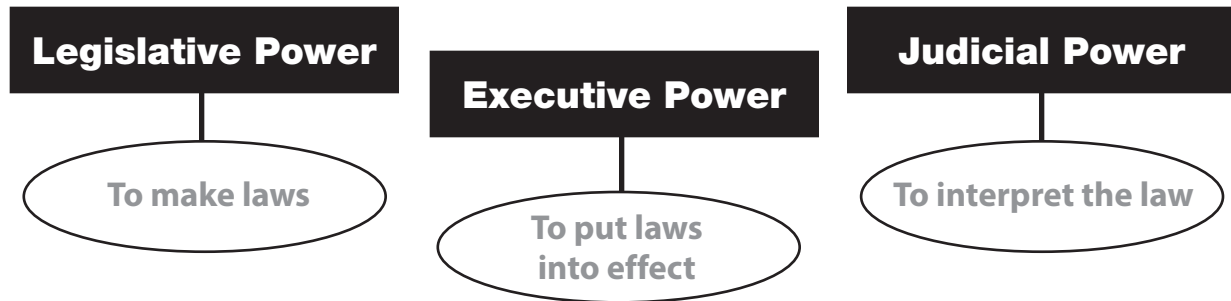 Legislative Power
To make laws
Executive Power
To put laws
into effect
Judicial Power
To interpret the law